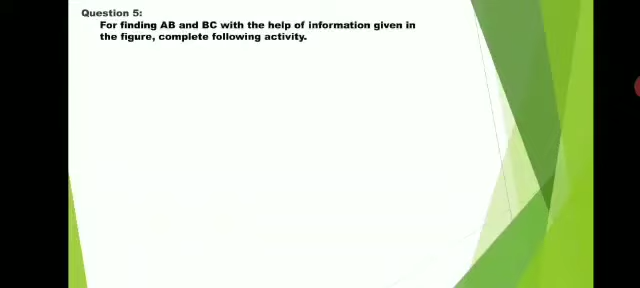 Question 5:
For finding AB and BC with the help of information given in
the figure, complete following activity.